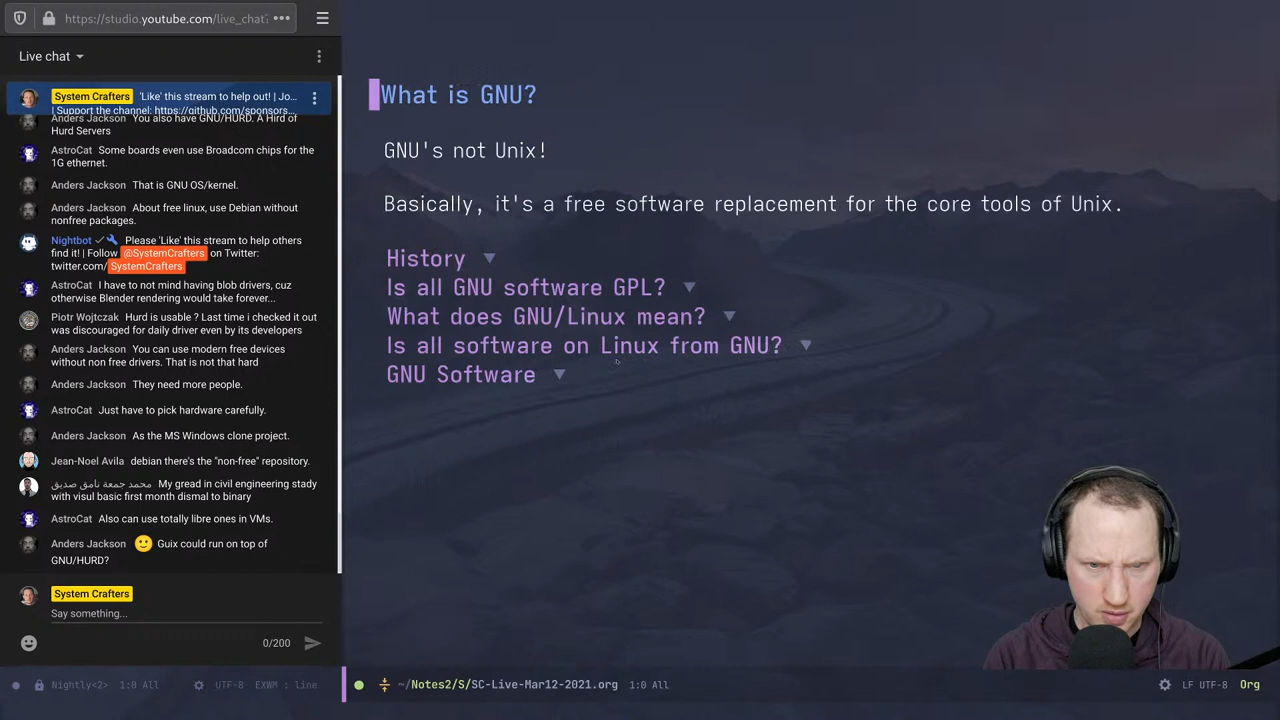 https://studio.youtube.com/live_chat?
Live chat
System Crafters 'Like' this stream to help out! | Jo...
| Support the channel: https://github.com/sponsors...
Anders Jackson You also have GNU/HURD. A Hird of
Hurd Servers
AstroCat Some boards even use Broadcom chips for the
1G ethernet.
Anders Jackson That is GNU OS/kernel.
Anders Jackson About free linux, use Debian without
nonfree packages.
Nightbot Please 'Like' this stream to help others
find it! | Follow @SystemCrafters on Twitter:
twitter.com/ SystemCrafters
AstroCat I have to not mind having blob drivers, cuz
otherwise Blender rendering would take forever...
Piotr Wojtczak Hurd is usable ? Last time i checked it out
was discouraged for daily driver even by its developers
Anders Jackson You can use modern free devices
without non free drivers. That is not that hard
Anders Jackson They need more people.
AstroCat Just have to pick hardware carefully.
Anders Jackson As the MS Windows clone project.
Jean-Noel Avila debian there's the "non-free" repository.
محمد جمعة نامق صديق My gread in civil engineering stady
with visul basic first month dismal to binary
AstroCat Also can use totally libre ones in VMs.
Anders Jackson 🙂 Guix could run on top of
GNU/HURD?
System Crafters
Say something...
0/200
Nightly<2> 1:0 All UTF-8 EXWM : line
What is GNU?
GNU's not Unix!
Basically, it's a free software replacement for the core tools of Unix.
History ▼
Is all GNU software GPL? ▼
What does GNU/Linux mean? ▼
Is all software on Linux from GNU? ▼
GNU Software ▼
~/Notes2/S/SC-Live-Mar12-2021.org 1:0 All LF UTF-8 Org